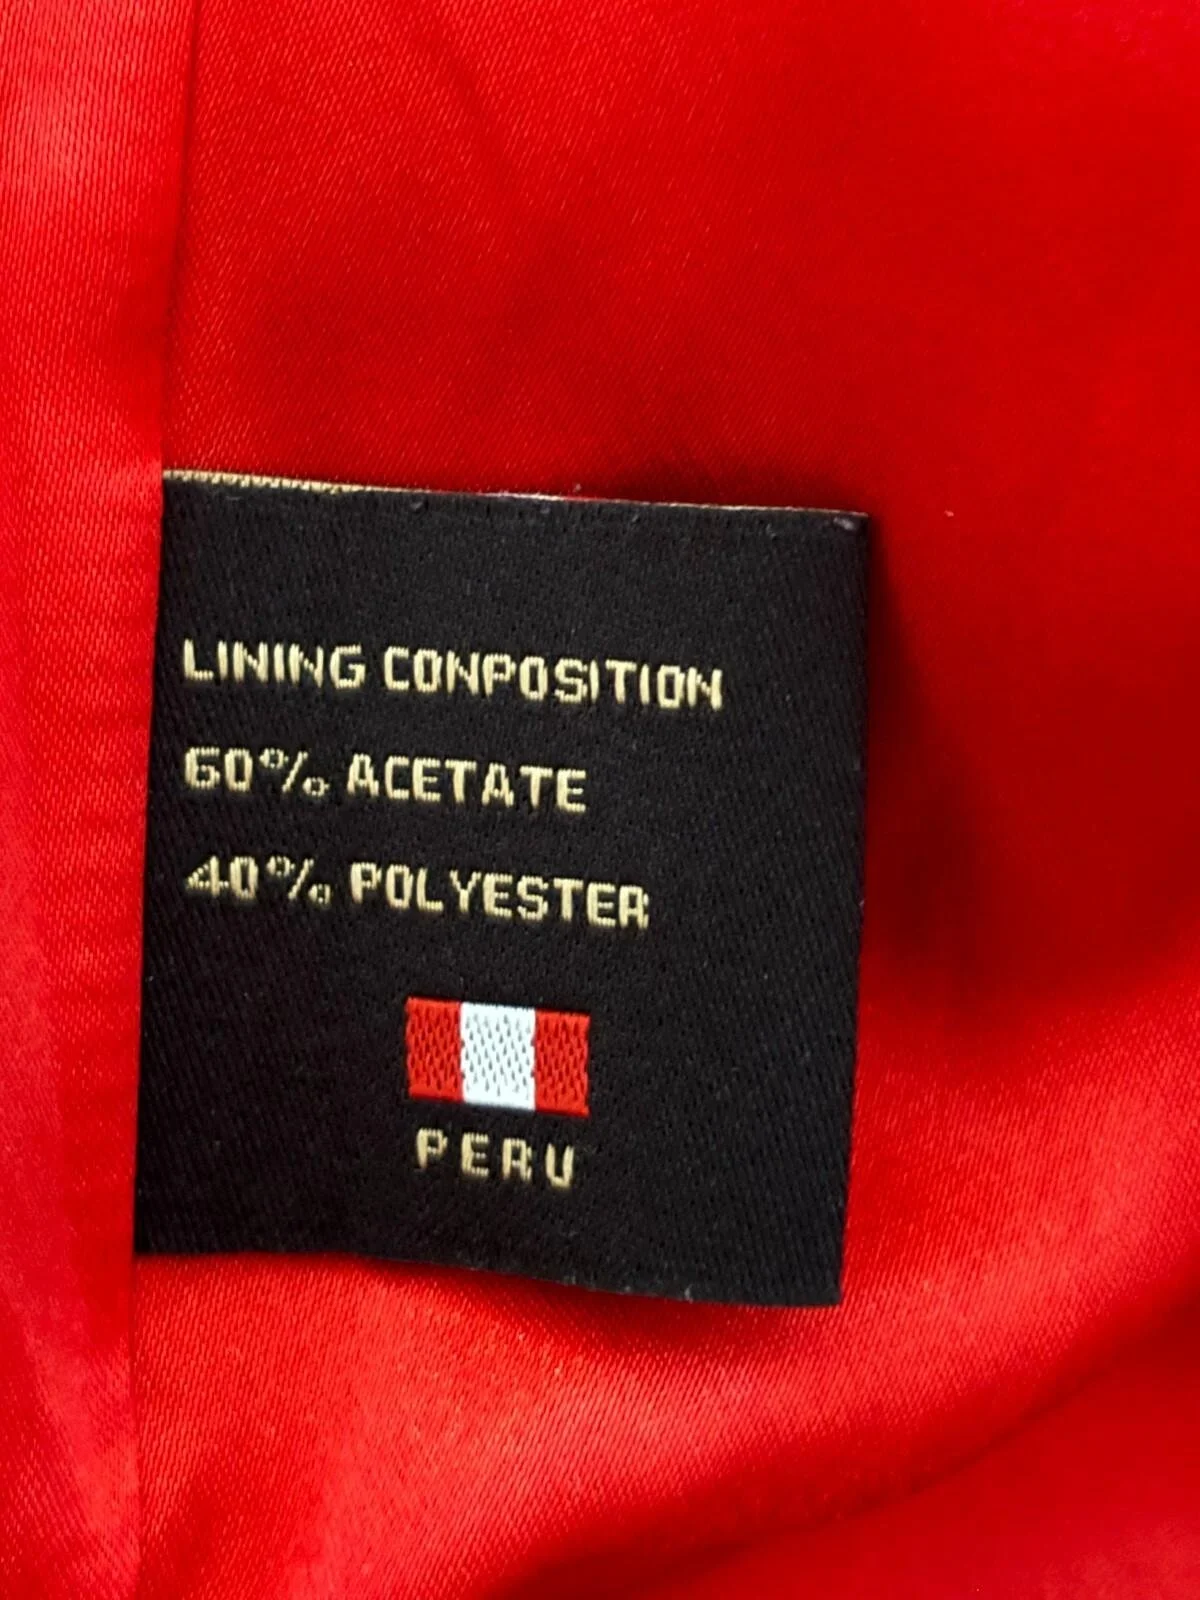 LINING CONPOSITION
60% ACETATE
40% POLYESTER
PERU